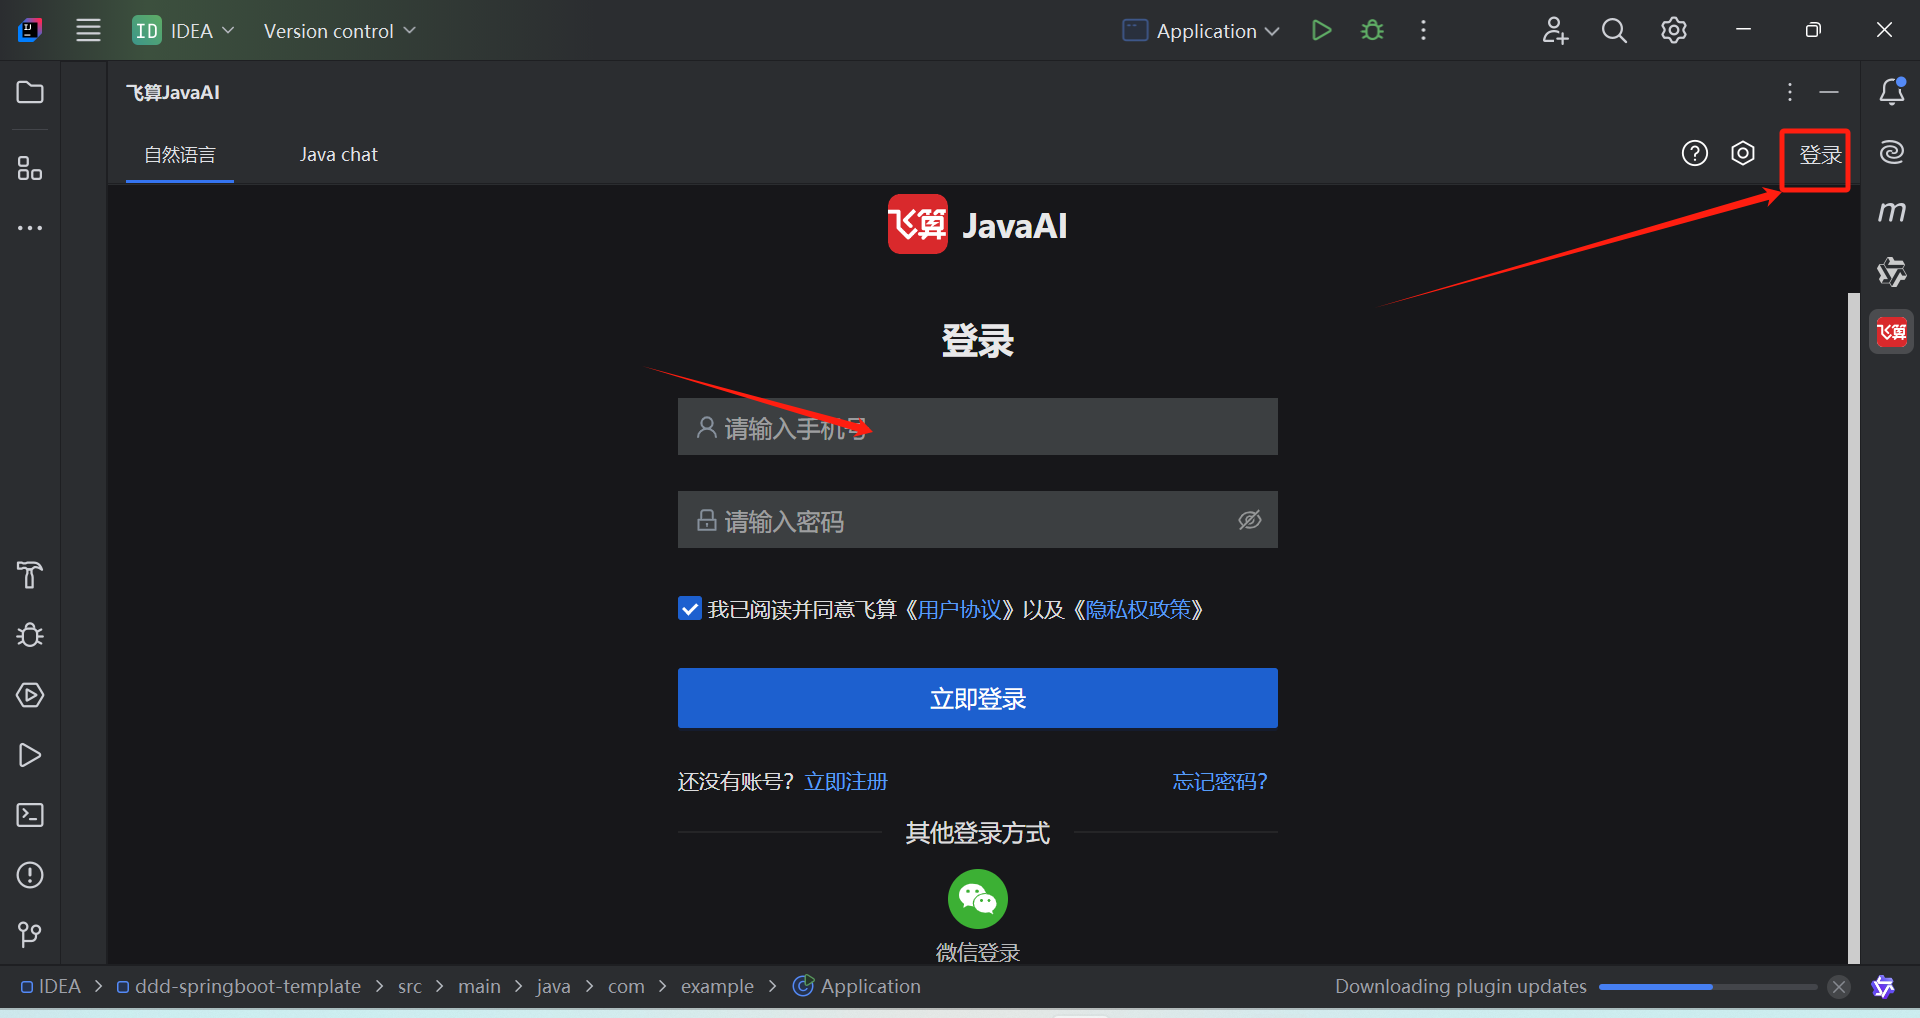 ID IDEA Version control Application
飞算JavaAI
自然语言 Java chat 登录
飞算 JavaAI
登录
请输入手机号
请输入密码
我已阅读并同意飞算《用户协议》以及《隐私权政策》
立即登录
还没有账号? 立即注册 忘记密码?
其他登录方式
微信登录
m
飞算
IDEA > ddd-springboot-template > src > main > java > com > example > Application Downloading plugin updates